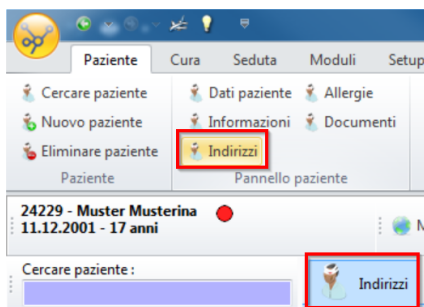 Paziente Cura Seduta Moduli Setup
Cercare paziente Dati paziente Allergie
Nuovo paziente Informazioni Documenti
Eliminare paziente Indirizzi
Paziente Pannello paziente
24229 - Muster Musterina
11.12.2001 - 17 anni
Cercare paziente :
Indirizzi